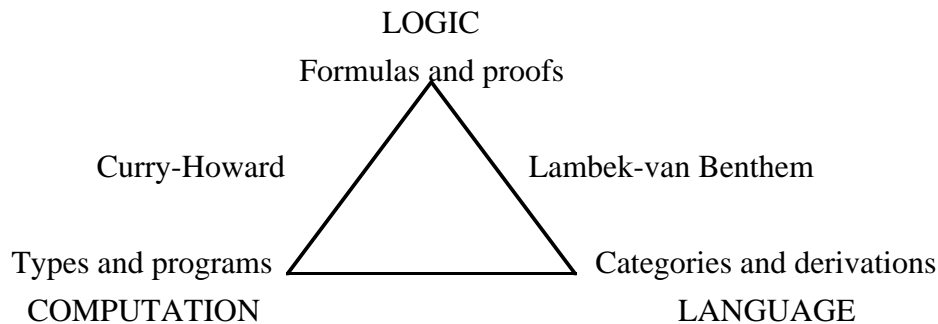 LOGIC
Formulas and proofs
Curry-Howard
Lambek-van Benthem
Types and programs
Categories and derivations
COMPUTATION
LANGUAGE